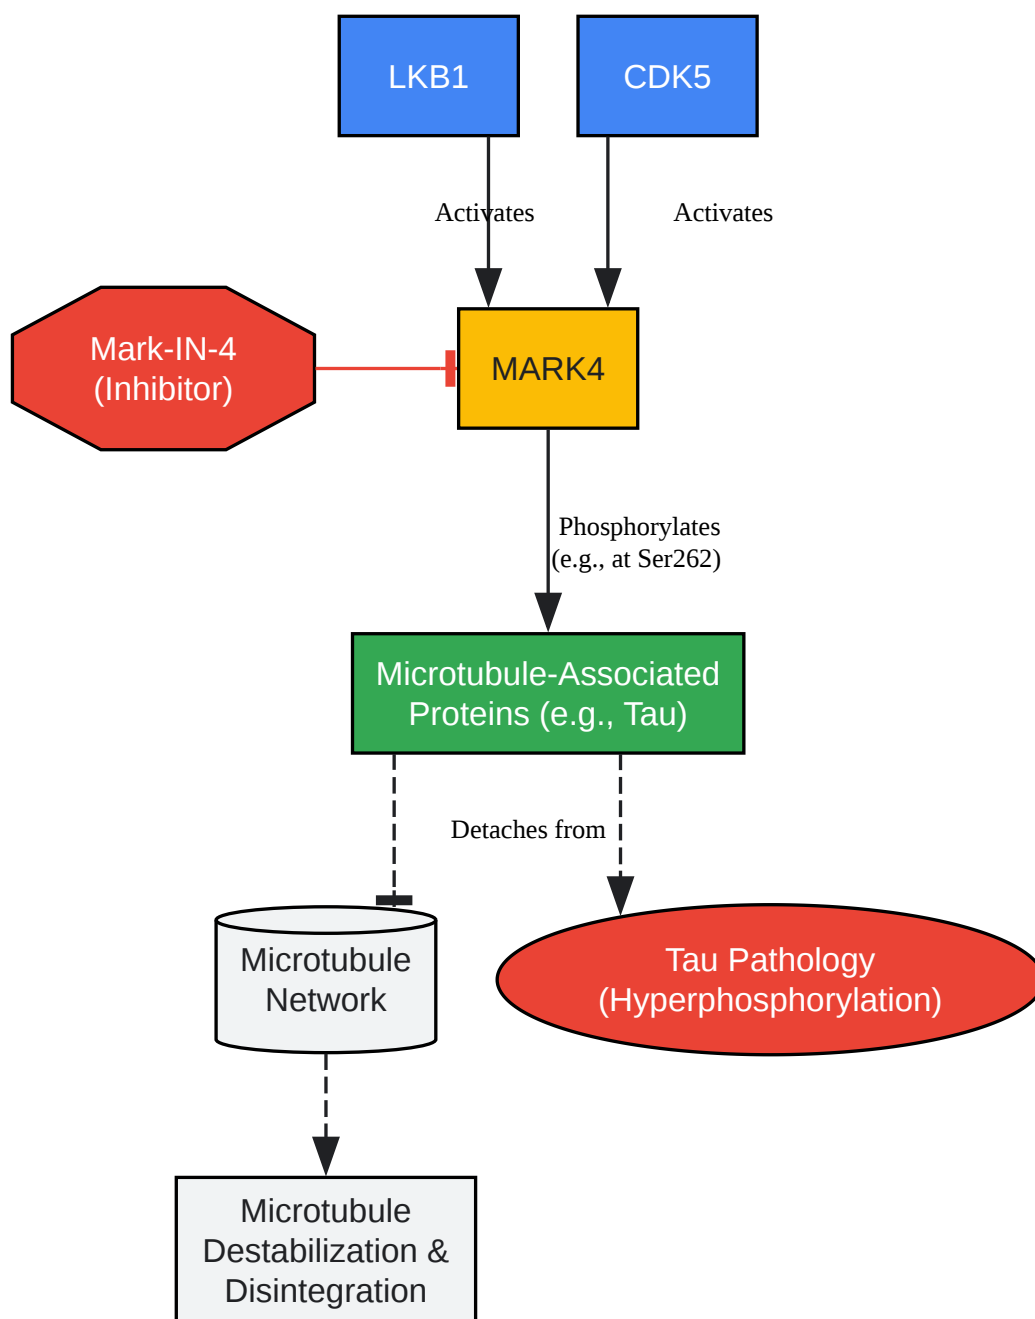 LKB1
CDK5
Activates
Activates
Mark-IN-4
(Inhibitor)
MARK4
Phosphorylates
(e.g., at Ser262)
Microtubule-Associated
Proteins (e.g., Tau)
Detaches from
Microtubule
Network
Tau Pathology
(Hyperphosphorylation)
Microtubule
Destabilization &
Disintegration